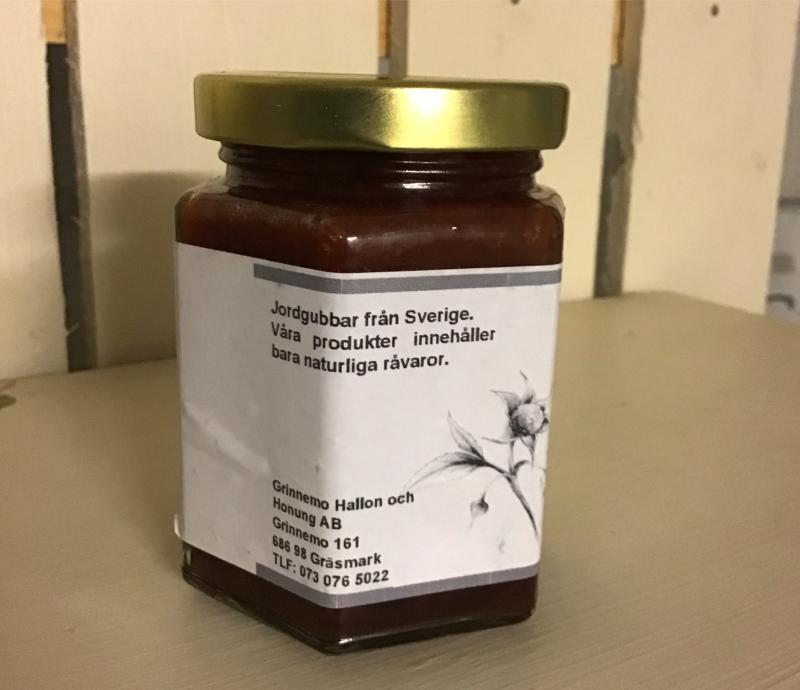 Jordgubbar från Sverige.
Våra produkter innehåller
bara naturliga råvaror.
Grinnemo Hallon och
Honung AB
Grinnemo 161
686 98 Gräsmark
TLF: 073 076 5022